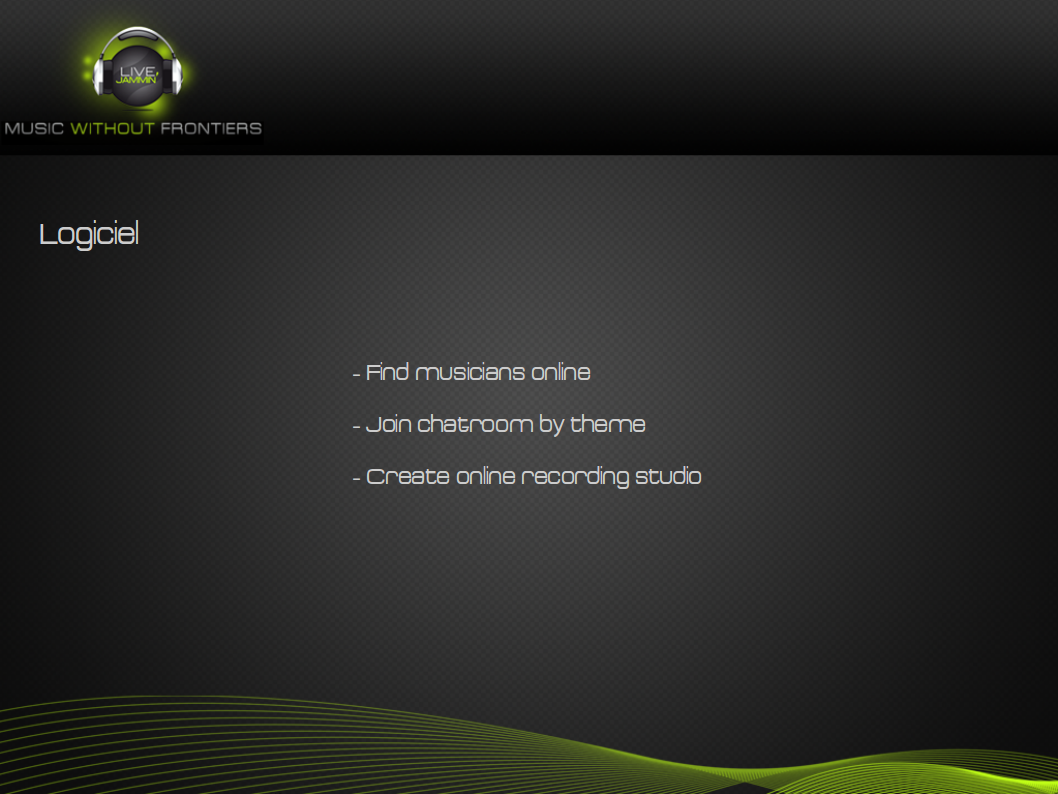 LIVE
JAMMIN'
MUSIC WITHOUT FRONTIERS
Logiciel
- Find musicians online
- Join chatroom by theme
- Create online recording studio